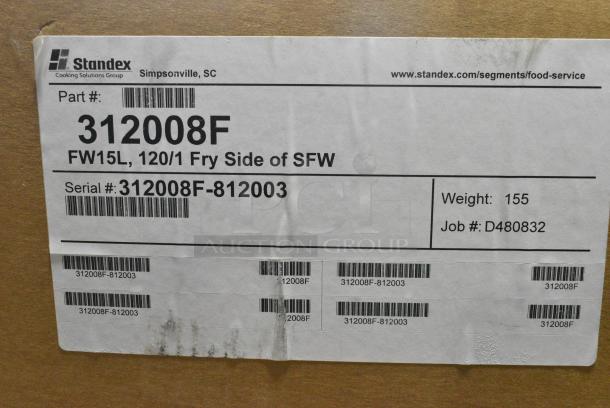 Standex
Cooking Solutions Group
Simpsonville, SC
www.standex.com/segments/food-service
Part #:
312008F
FW15L, 120/1 Fry Side of SFW
Serial #: 312008F-812003
Weight: 155
Job #: D480832
AUCTION GROUP
312008F-812003
312008F
312008F-812003
312008F
312008F-812003
312008F
312008F-812003
312008F